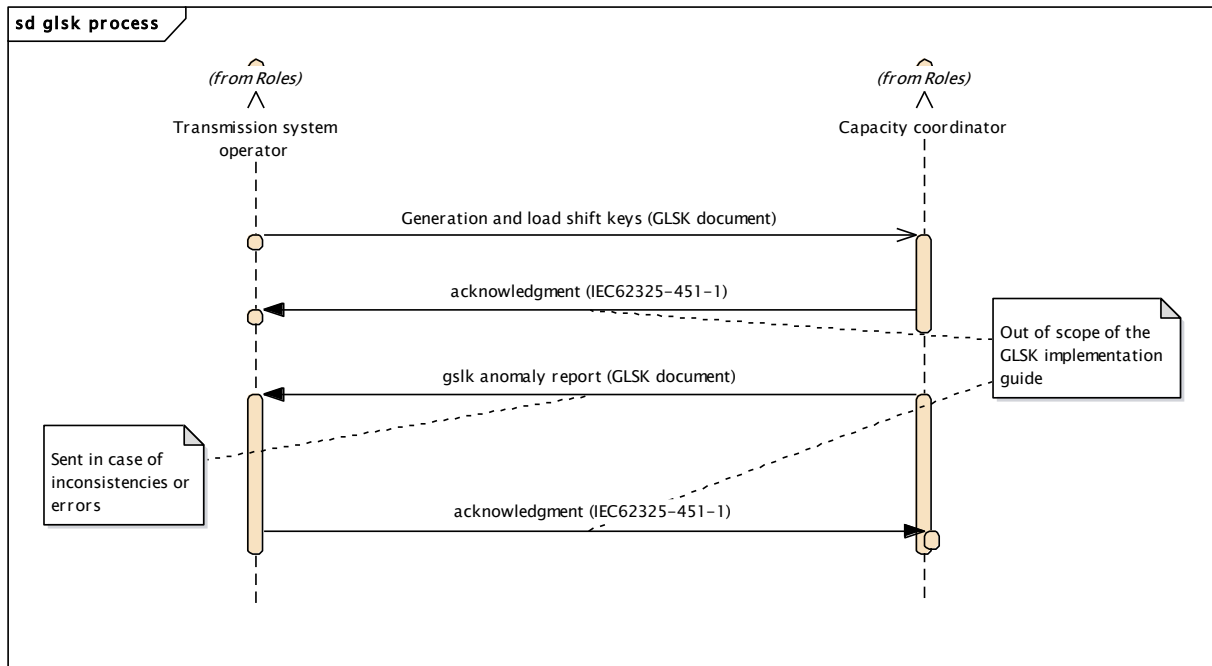 sd glsk process
(from Roles)
(from Roles)
Transmission system
operator
Capacity coordinator
Generation and load shift keys (GLSK document)
acknowledgment (IEC62325-451-1)
Out of scope of the
GLSK implementation
guide
gslk anomaly report (GLSK document)
Sent in case of
inconsistencies or
errors
acknowledgment (IEC62325-451-1)